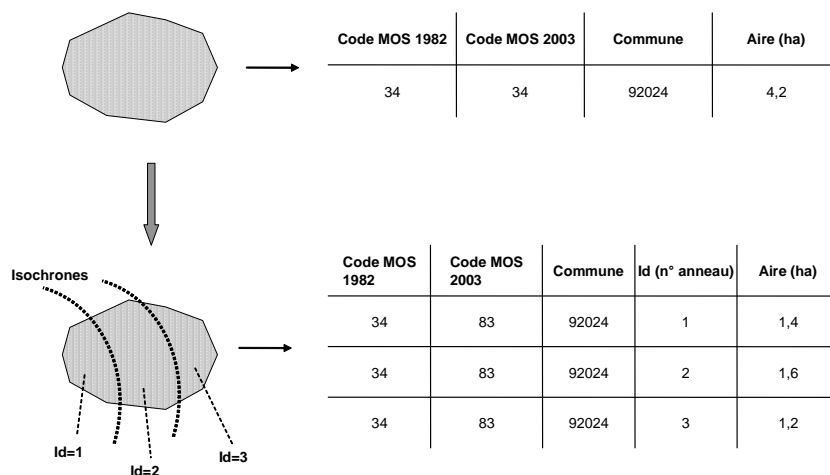 Code MOS 1982 Code MOS 2003 Commune Aire (ha)
34 34 92024 4,2
Isochrones
Code MOS 1982 Code MOS 2003 Commune Id (n° anneau) Aire (ha)
34 83 92024 1 1,4
34 83 92024 2 1,6
34 83 92024 3 1,2
Id=1
Id=2
Id=3